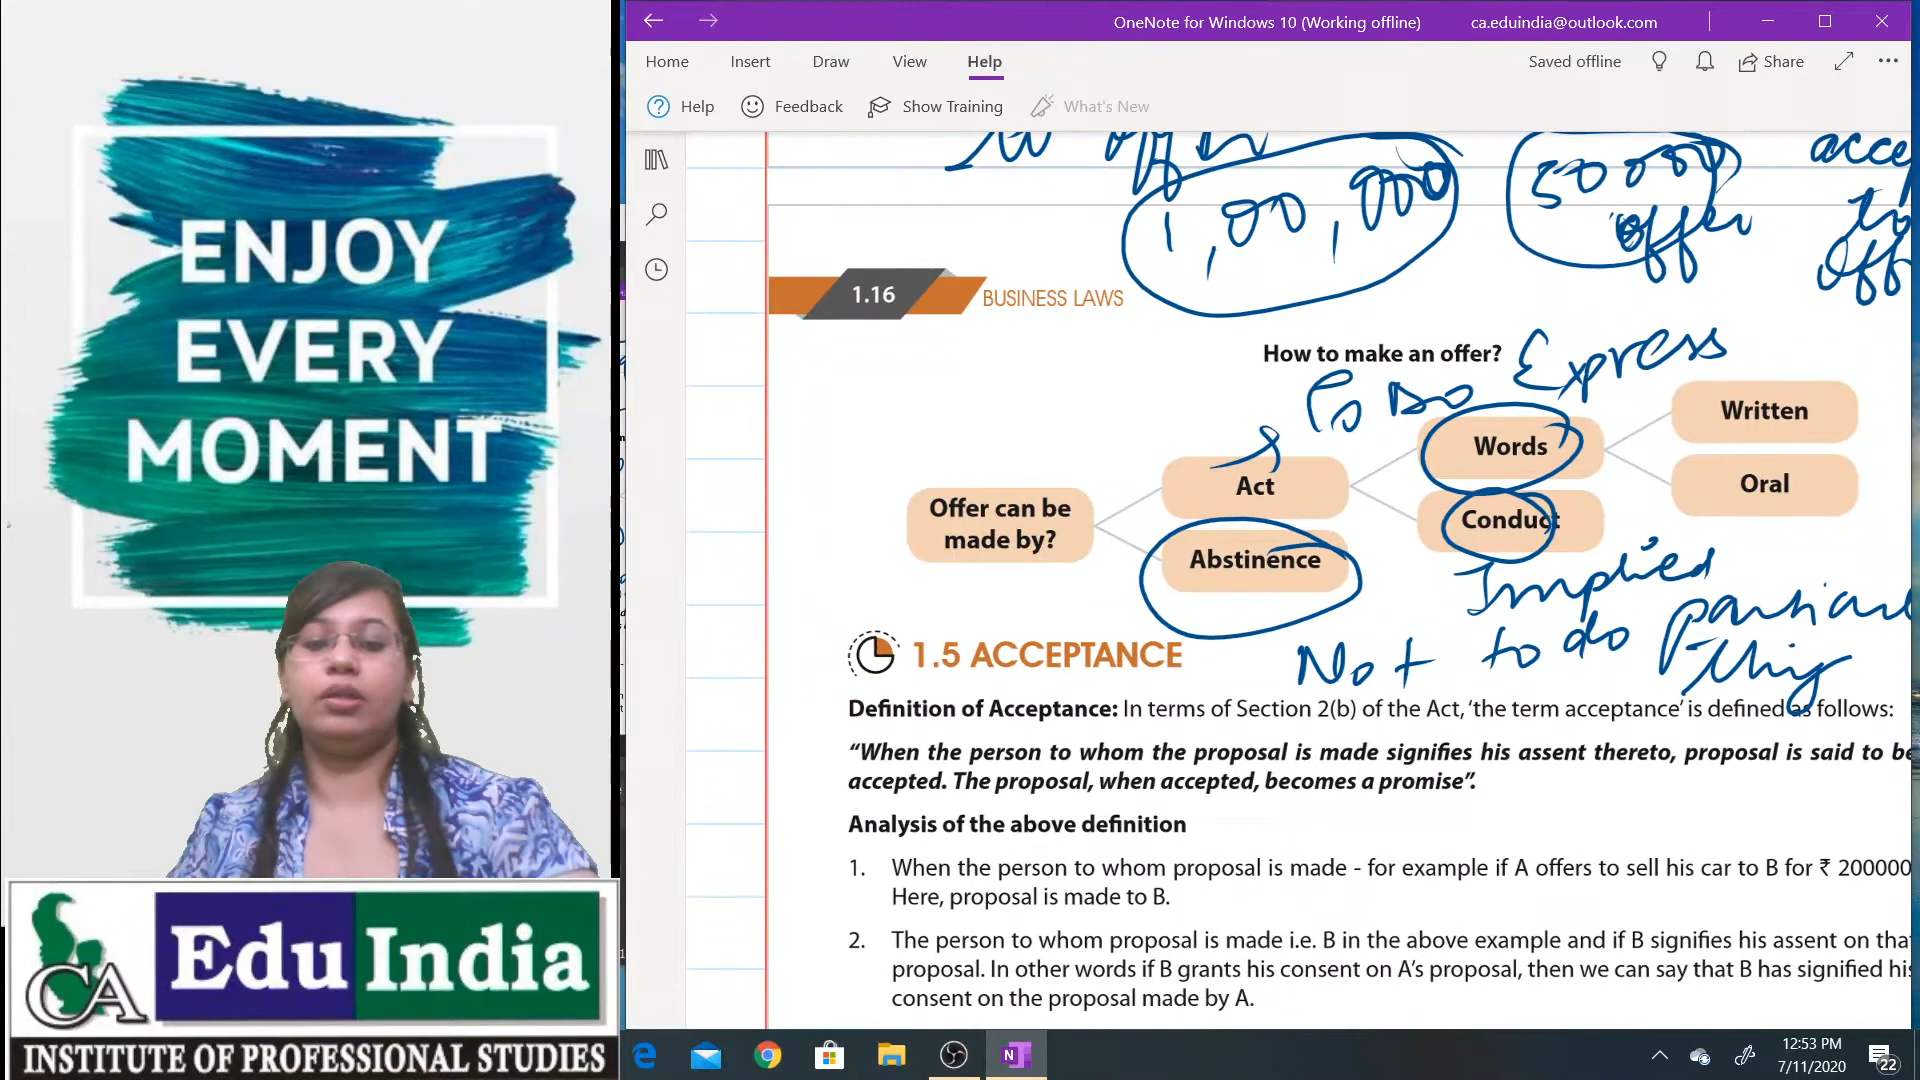 ENJOY
EVERY
MOMENT
CA
Edu India
INSTITUTE OF PROFESSIONAL STUDIES
OneNote for Windows 10 (Working offline)
ca.eduindia@outlook.com
Home Insert Draw View Help
Saved offline
Share
Help Feedback Show Training What's New
1,00,000
offer
1.16 BUSINESS LAWS
How to make an offer?
Express
To Do
Offer can be
made by?
Act
Abstinence
Words
Conduct
Written
Oral
Implied
Not to do
Thing
1.5 ACCEPTANCE
Definition of Acceptance: In terms of Section 2(b) of the Act, 'the term acceptance' is defined as follows:
"When the person to whom the proposal is made signifies his assent thereto, proposal is said to be
accepted. The proposal, when accepted, becomes a promise".
Analysis of the above definition
1. When the person to whom proposal is made - for example if A offers to sell his car to B for ₹ 200000
Here, proposal is made to B.
2. The person to whom proposal is made i.e. B in the above example and if B signifies his assent on that
proposal. In other words if B grants his consent on A's proposal, then we can say that B has signified his
consent on the proposal made by A.
12:53 PM
7/11/2020
22